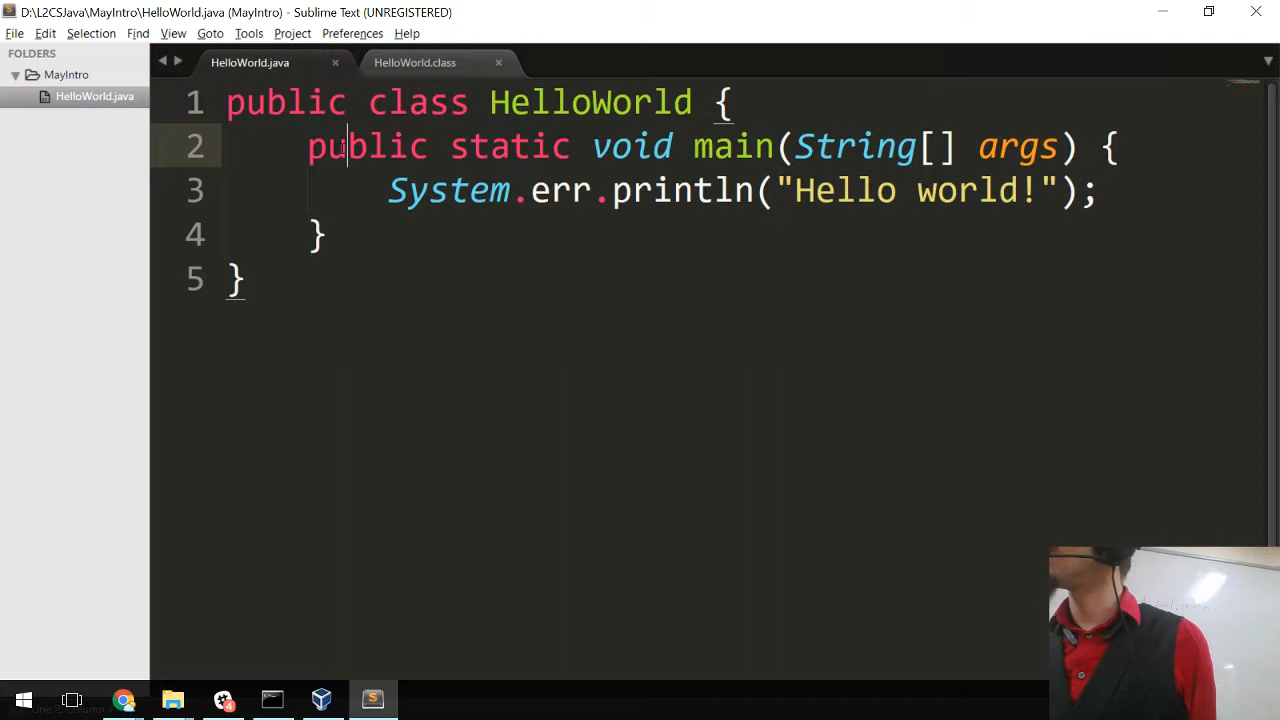 D:\L2CSJava\MayIntro\HelloWorld.java (MayIntro) - Sublime Text (UNREGISTERED)
File Edit Selection Find View Goto Tools Project Preferences Help
FOLDERS
MayIntro
HelloWorld.java
HelloWorld.java × HelloWorld.class ×
1 public class HelloWorld {
2 public static void main(String[] args) {
3 System.err.println("Hello world!");
4 }
5 }
4